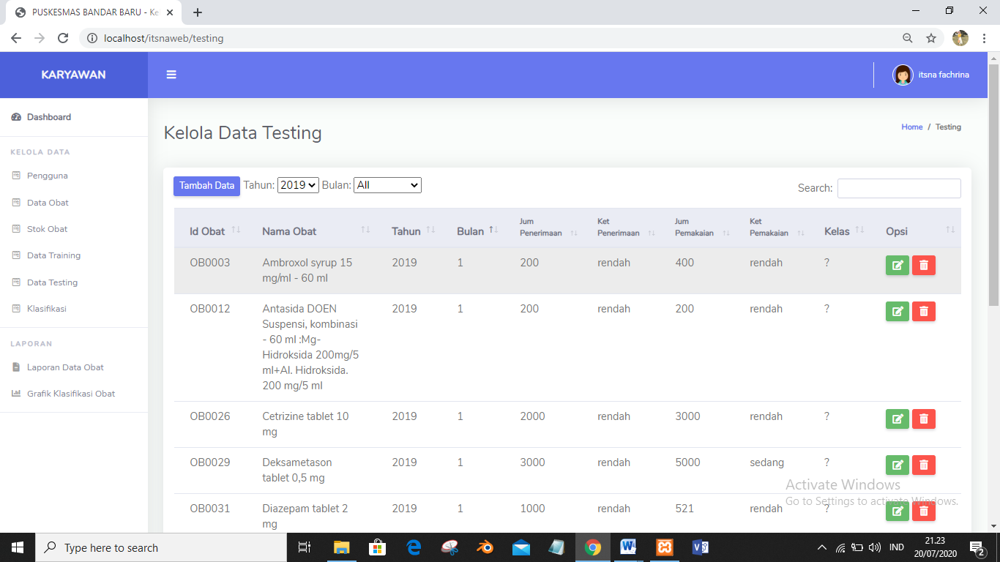 PUSKESMAS BANDAR BARU - Ke
localhost/itsnaweb/testing
KARYAWAN
itsna fachrina
Dashboard
KELOLA DATA
Pengguna
Data Obat
Stok Obat
Data Training
Data Testing
Klasifikasi
LAPORAN
Laporan Data Obat
Grafik Klasifikasi Obat
Kelola Data Testing
Home / Testing
Tambah Data Tahun: 2019 Bulan: All
Search:
Id Obat Nama Obat Tahun Bulan Jum Penerimaan Ket Penerimaan Jum Pemakaian Ket Pemakaian Kelas Opsi
OB0003 Ambroxol syrup 15 2019 1 200 rendah 400 rendah ?
mg/ml - 60 ml
OB0012 Antasida DOEN 2019 1 200 rendah 200 rendah ?
Suspensi, kombinasi
- 60 ml :Mg-
Hidroksida 200mg/5
ml+Al. Hidroksida.
200 mg/5 ml
OB0026 Cetrizine tablet 10 2019 1 2000 rendah 3000 rendah ?
mg
OB0029 Deksametason 2019 1 3000 rendah 5000 sedang ?
tablet 0,5 mg
OB0031 Diazepam tablet 2 2019 1 1000 rendah 521 rendah ?
mg
Activate Windows
Go to Settings to activate Windows.
Type here to search
IND
21.23
20/07/2020
2